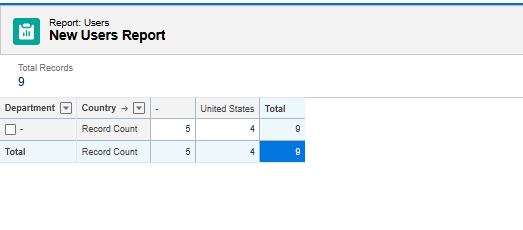 Report: Users
New Users Report
Total Records
9
Department Country → - United States Total
- Record Count 5 4 9
Total Record Count 5 4 9